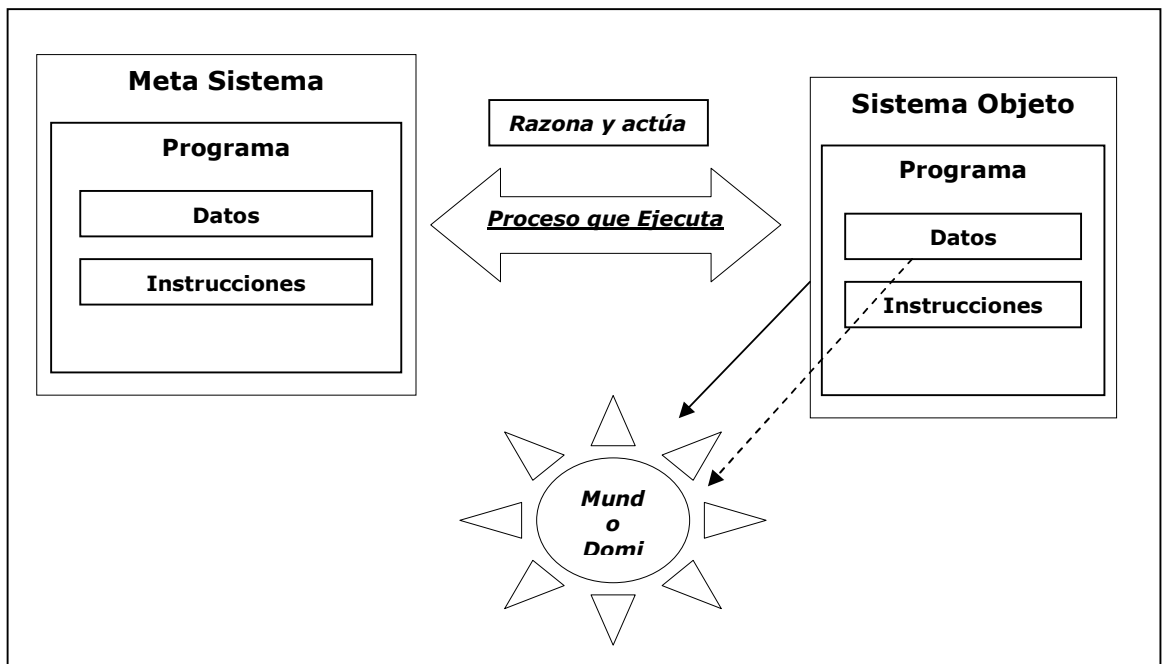 Meta Sistema
Programa
Datos
Instrucciones
Razona y actúa
Proceso que Ejecuta
Sistema Objeto
Programa
Datos
Instrucciones
Mund
o
Domi